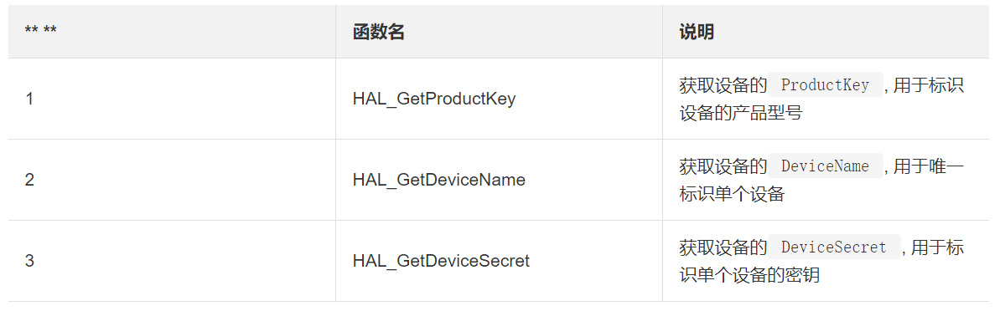 ** ** 函数名 说明
1 HAL_GetProductKey 获取设备的 ProductKey , 用于标识
设备的产品型号
2 HAL_GetDeviceName 获取设备的 DeviceName , 用于唯一
标识单个设备
3 HAL_GetDeviceSecret 获取设备的 DeviceSecret , 用于标
识单个设备的密钥